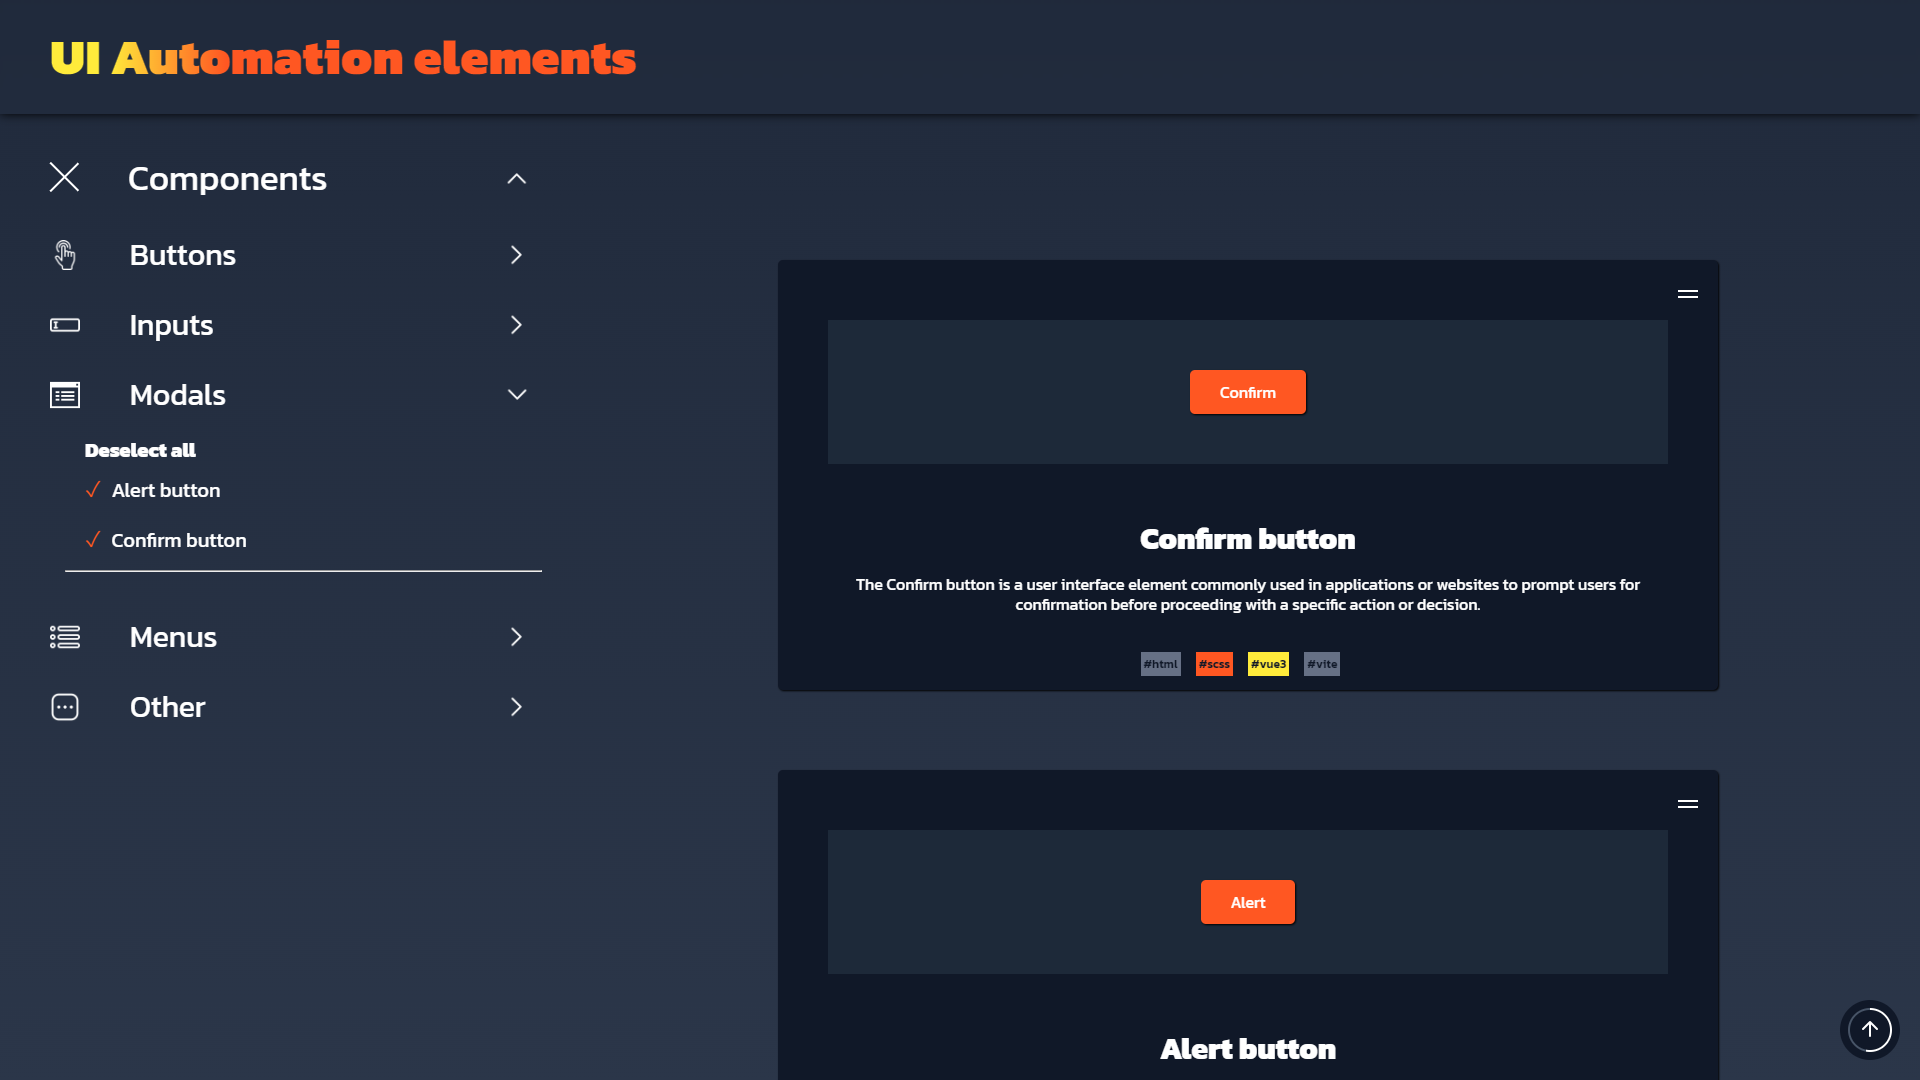 UI Automation elements
Components
Buttons
Inputs
Modals
Deselect all
Alert button
Confirm button
Menus
Other
Confirm
Confirm button
The Confirm button is a user interface element commonly used in applications or websites to prompt users for
confirmation before proceeding with a specific action or decision.
#html #scss #vue3 #vite
Alert
Alert button